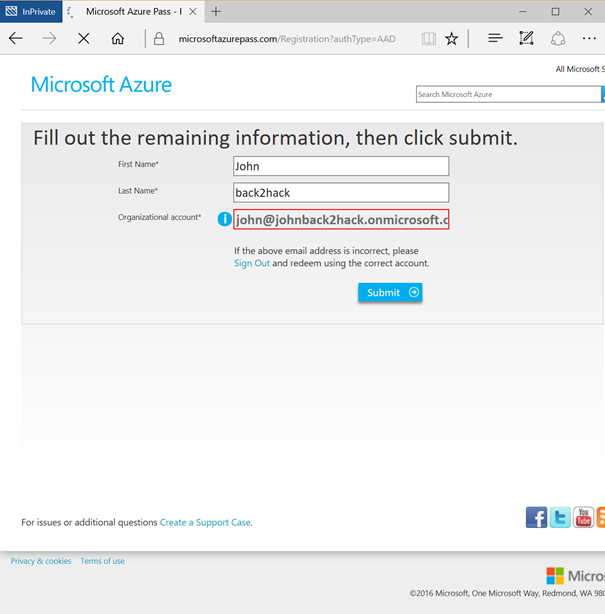 InPrivate
Microsoft Azure Pass - I
microsoftazurepass.com/Registration?authType=AAD
All Microsoft S
Microsoft Azure
Search Microsoft Azure
Fill out the remaining information, then click submit.
First Name*
John
Last Name*
back2hack
Organizational account*
i
john@johnback2hack.onmicrosoft.c
If the above email address is incorrect, please
Sign Out and redeem using the correct account.
Submit
For issues or additional questions Create a Support Case.
f
t
You
Tube
Privacy & cookies Terms of use
Micros
©2016 Microsoft, One Microsoft Way, Redmond, WA 980